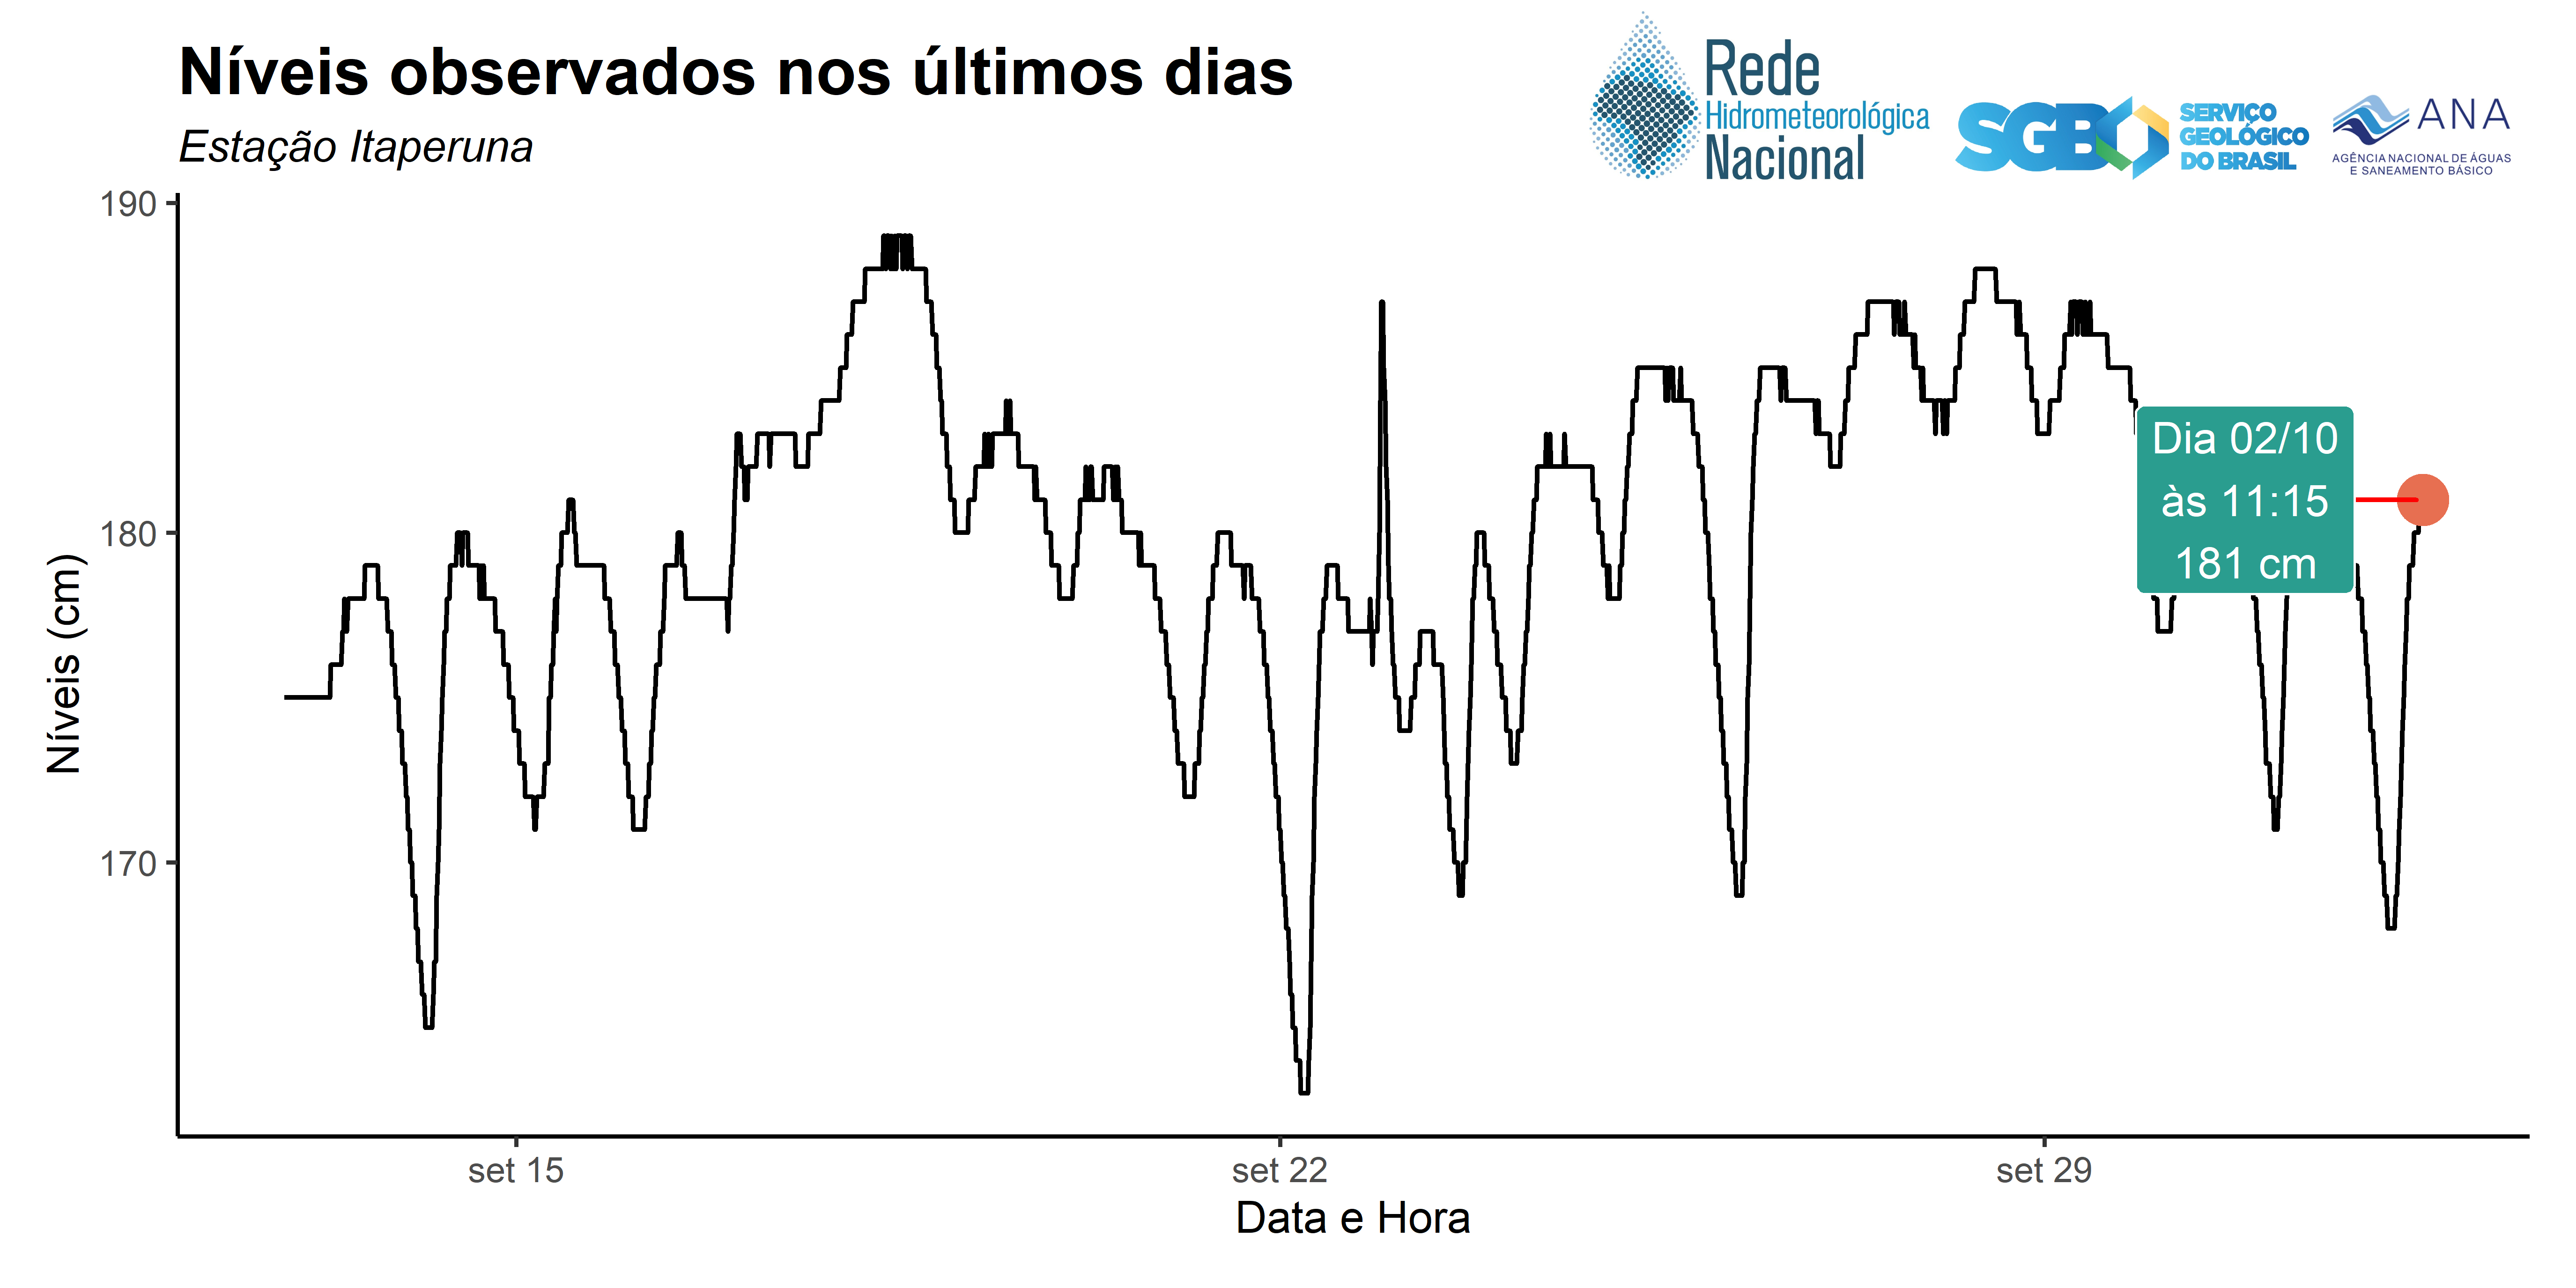 Níveis observados nos últimos dias
Estação Itaperuna
Rede
Hidrometeorológica
Nacional
SGB
SERVIÇO
GEOLÓGICO
DO BRASIL
ANA
AGÊNCIA NACIONAL DE ÁGUAS
E SANEAMENTO BÁSICO
190
180
170
Níveis (cm)
Dia 02/10
às 11:15
181 cm
set 15
set 22
set 29
Data e Hora